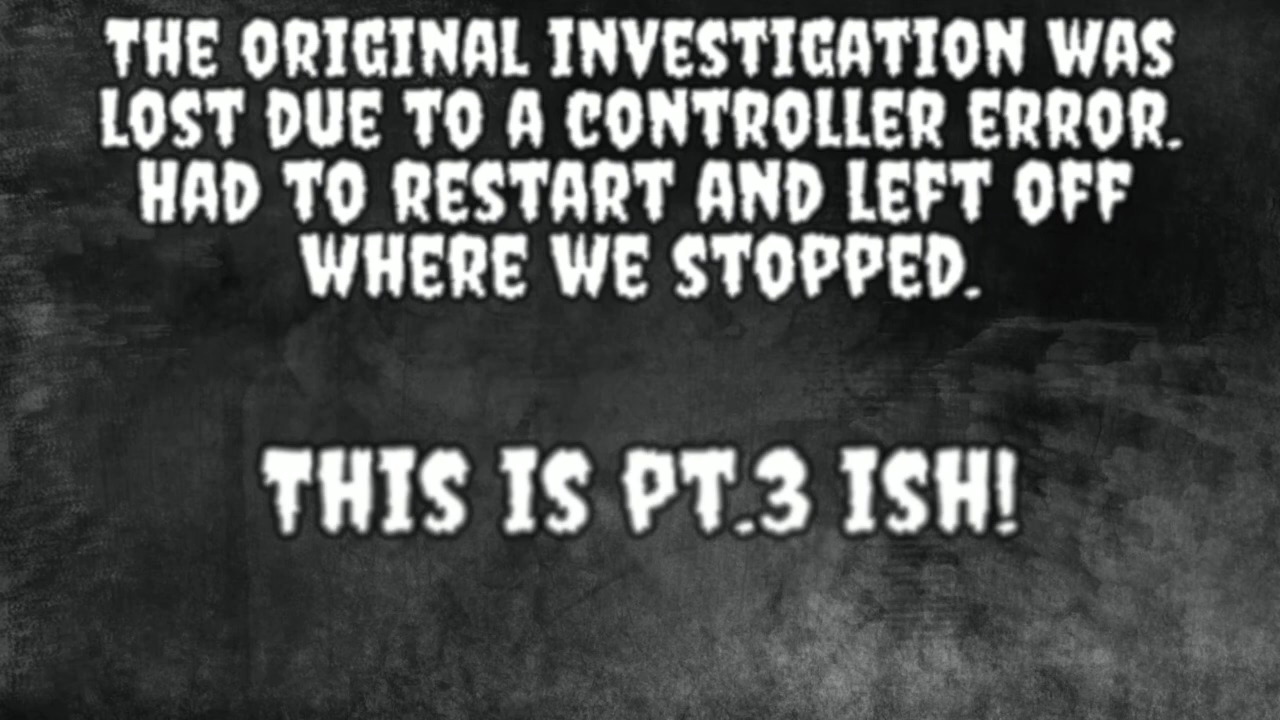 THE ORIGINAL INVESTIGATION WAS
LOST DUE TO A CONTROLLER ERROR.
HAD TO RESTART AND LEFT OFF
WHERE WE STOPPED.
THIS IS PT.3 ISH!